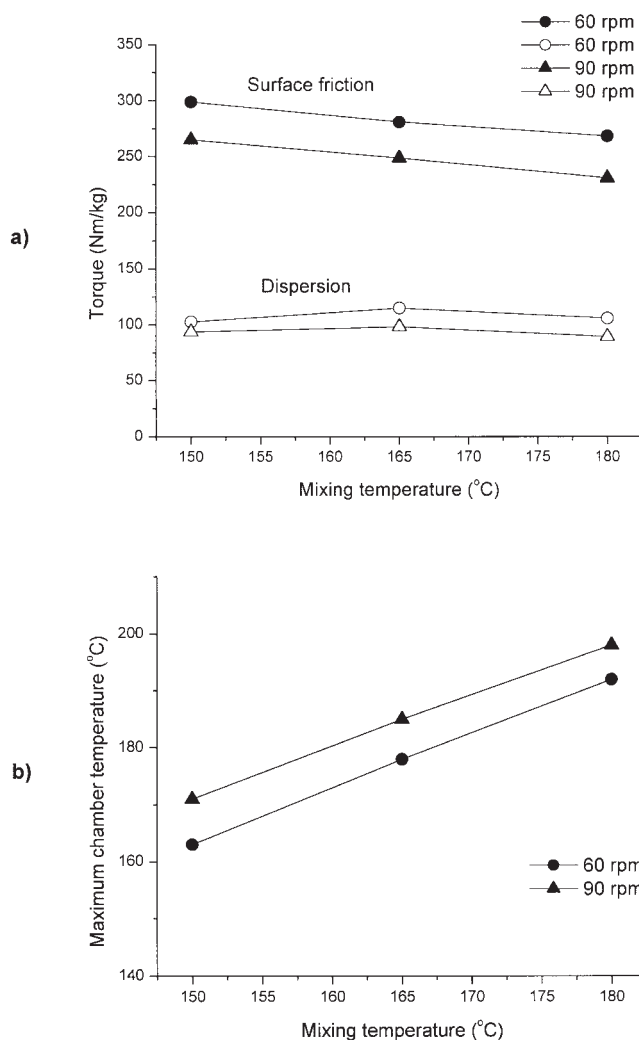 60 rpm
60 rpm
90 rpm
90 rpm
350
300
250
200
150
100
50
0
Surface friction
Dispersion
Torque (Nm/kg)
a)
150 155 160 165 170 175 180
Mixing temperature (°C)
200
180
160
140
Maximum chamber temperature (°C)
b)
60 rpm
90 rpm
150 155 160 165 170 175 180
Mixing temperature (°C)